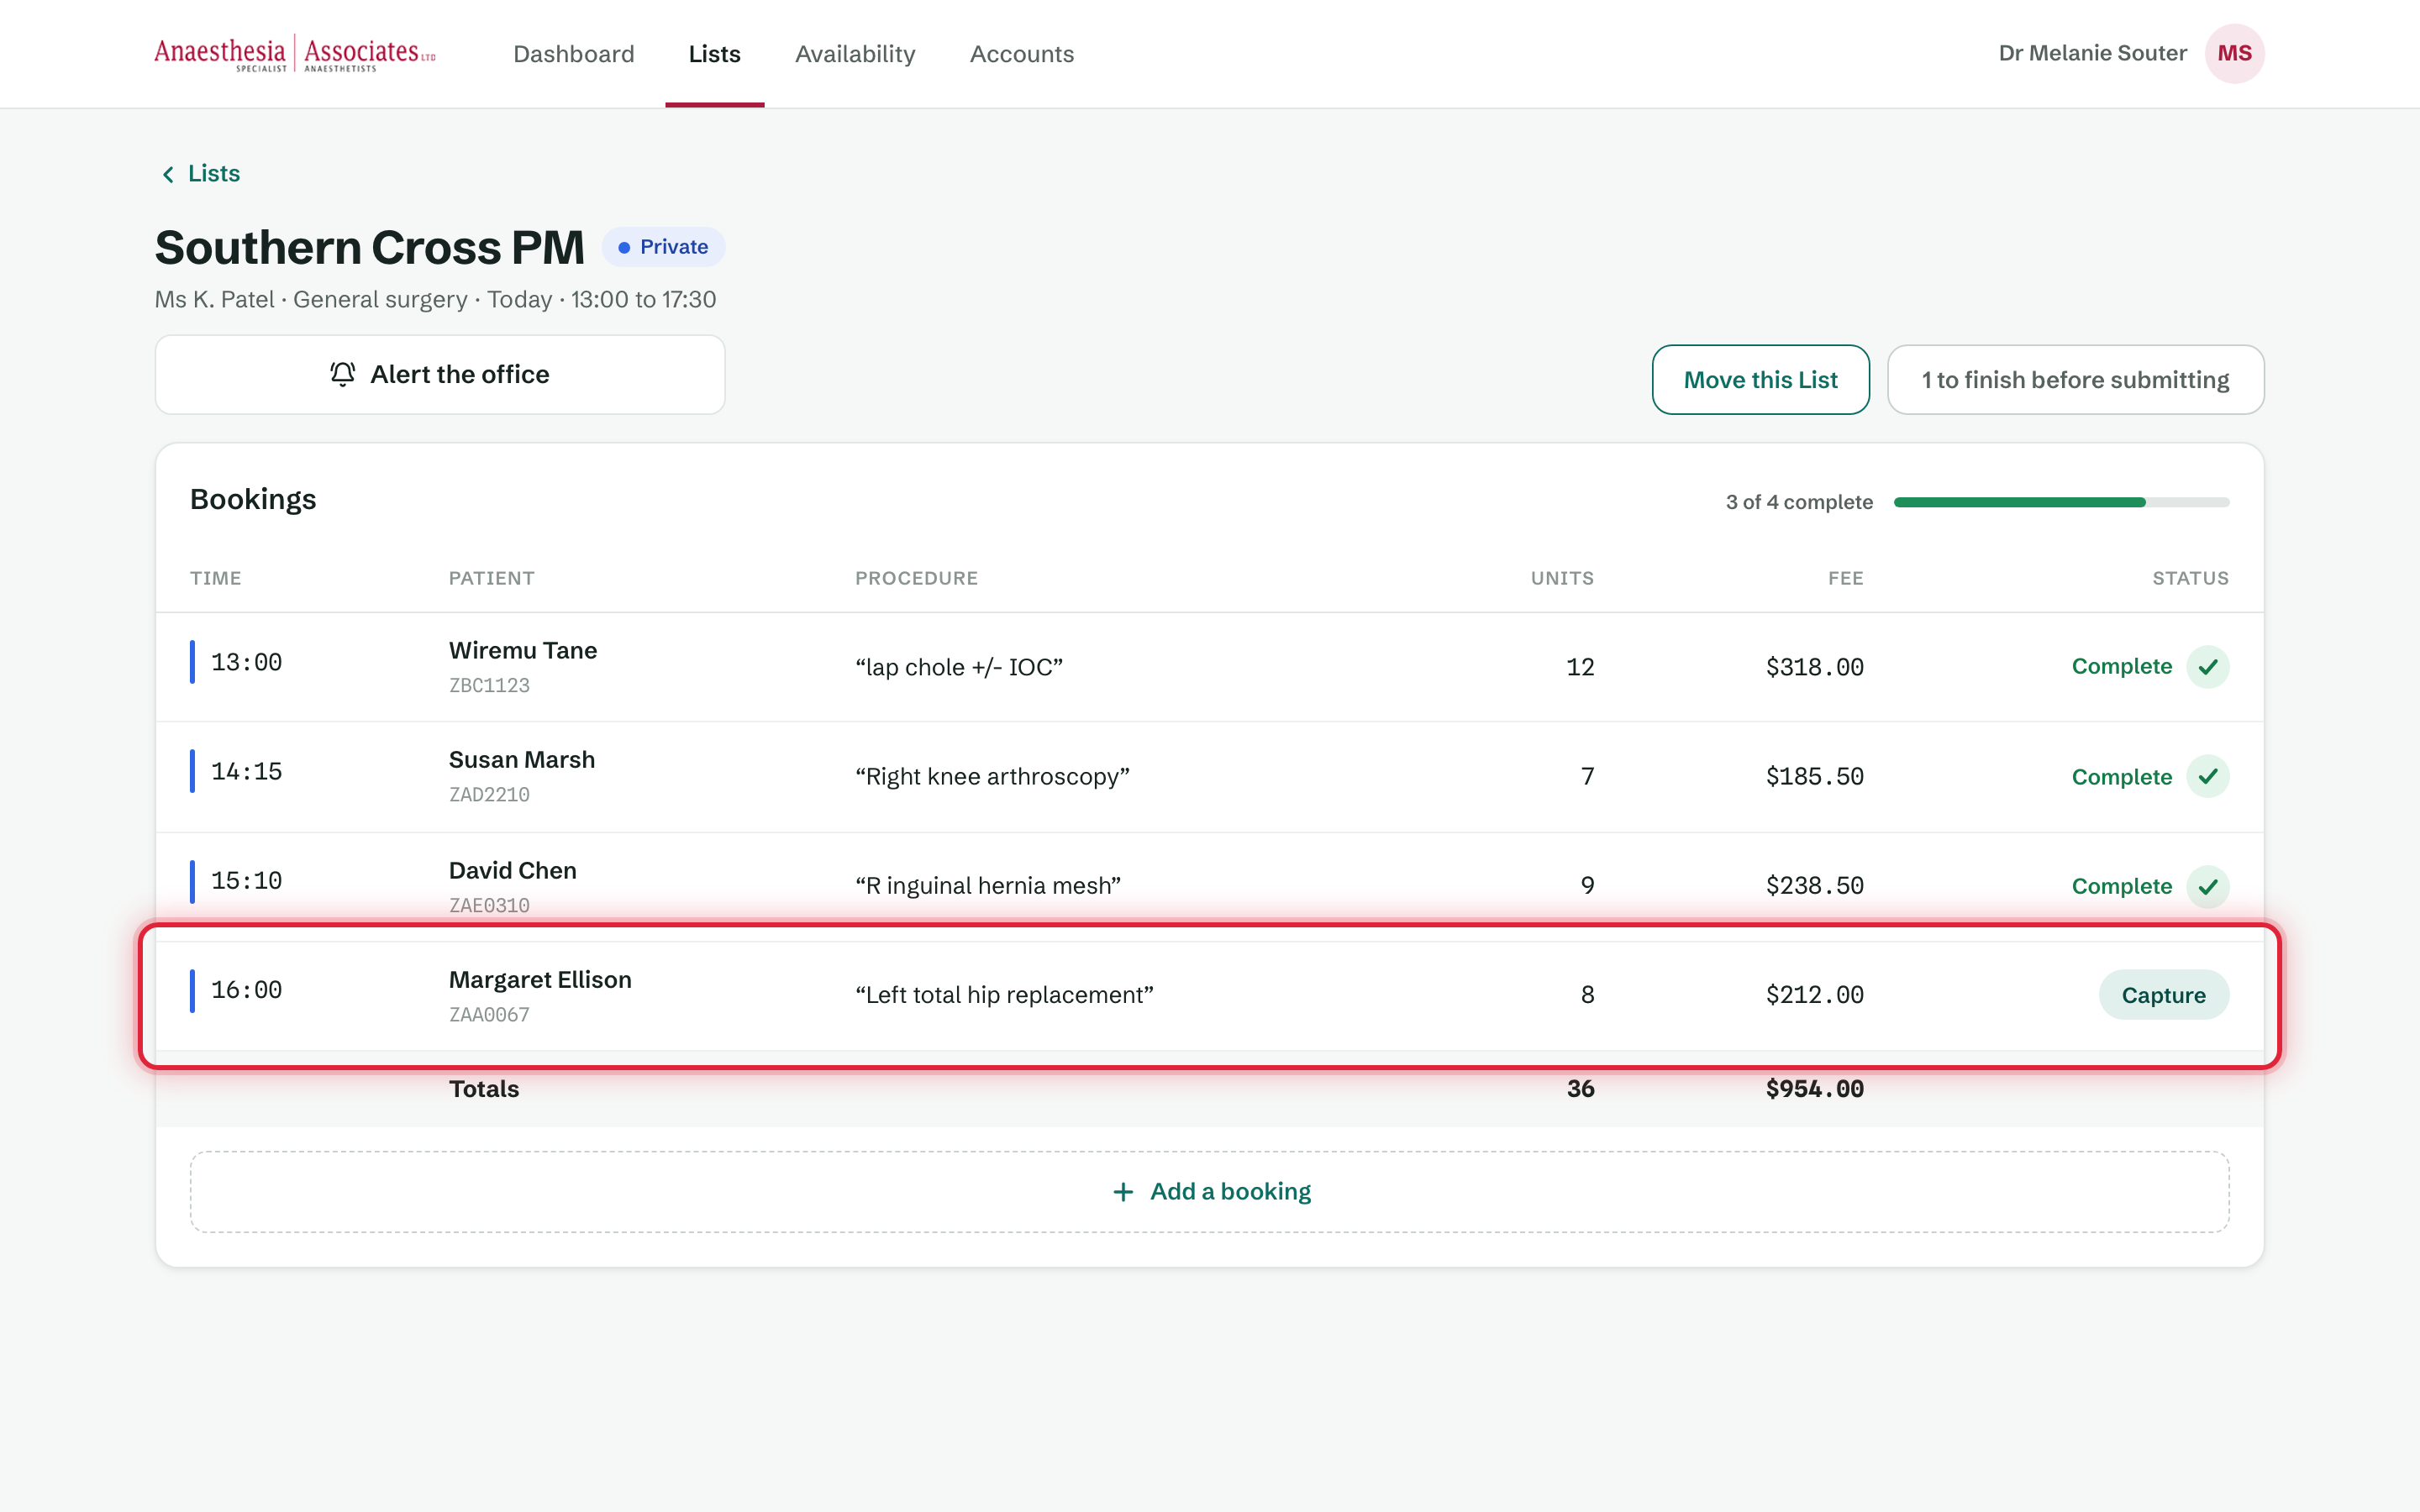 Anaesthesia | Associates LTD
SPECIALIST ANAESTHETISTS
Dashboard Lists Availability Accounts
Dr Melanie Souter MS
Lists
Southern Cross PM Private
Ms K. Patel · General surgery · Today · 13:00 to 17:30
Alert the office
Move this List
1 to finish before submitting
Bookings
3 of 4 complete
TIME PATIENT PROCEDURE UNITS FEE STATUS
13:00 Wiremu Tane “lap chole +/- IOC” 12 $318.00 Complete
ZBC1123
14:15 Susan Marsh “Right knee arthroscopy” 7 $185.50 Complete
ZAD2210
15:10 David Chen “R inguinal hernia mesh” 9 $238.50 Complete
ZAE0310
16:00 Margaret Ellison “Left total hip replacement” 8 $212.00 Capture
ZAA0067
Totals 36 $954.00
+ Add a booking